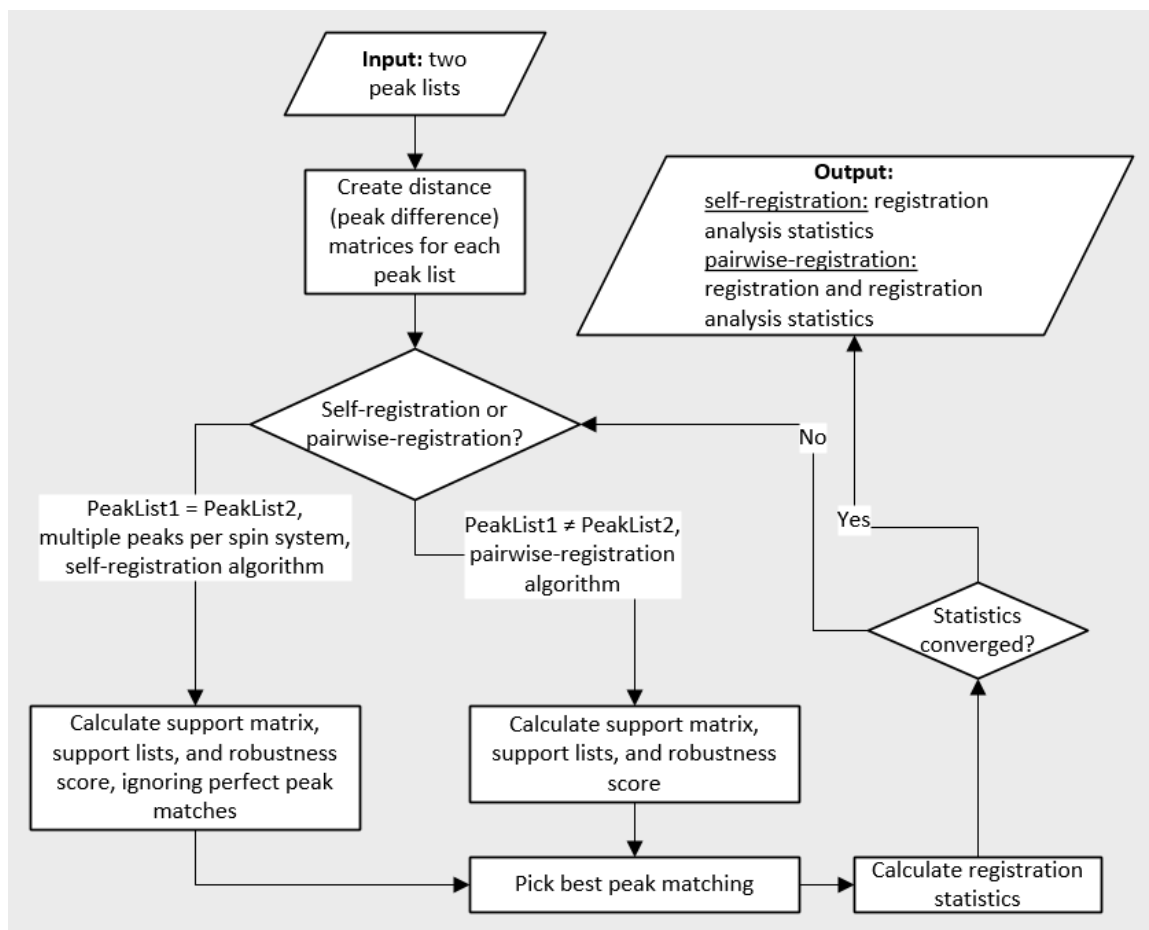 Input: two
peak lists
Create distance
(peak difference)
matrices for each
peak list
Output:
self-registration: registration
analysis statistics
pairwise-registration:
registration and registration
analysis statistics
Self-registration or
pairwise-registration?
No
Yes
PeakList1 = PeakList2,
multiple peaks per spin system,
self-registration algorithm
PeakList1 ≠ PeakList2,
pairwise-registration
algorithm
Statistics
converged?
Calculate support matrix,
support lists, and robustness
score, ignoring perfect peak
matches
Calculate support matrix,
support lists, and robustness
score
Pick best peak matching
Calculate registration
statistics